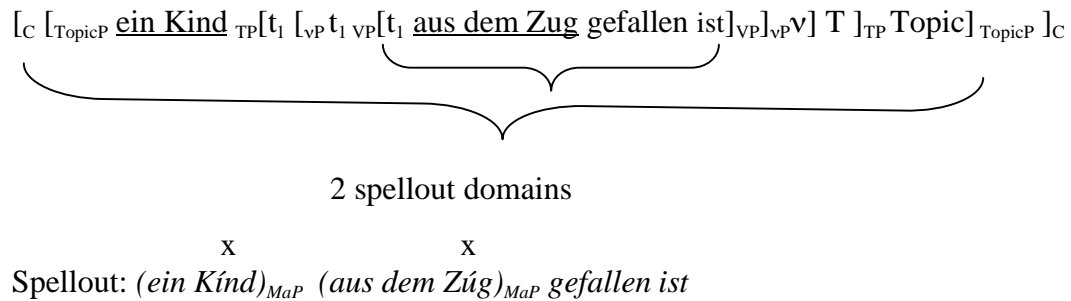 [C [TopicP ein Kind TP[t1 [vP t1 VP[t1 aus dem Zug gefallen ist]VP]vPv] T ]TP Topic] TopicP ]C
2 spellout domains
x x
Spellout: (ein Kínd)MaP (aus dem Zúg)MaP gefallen ist